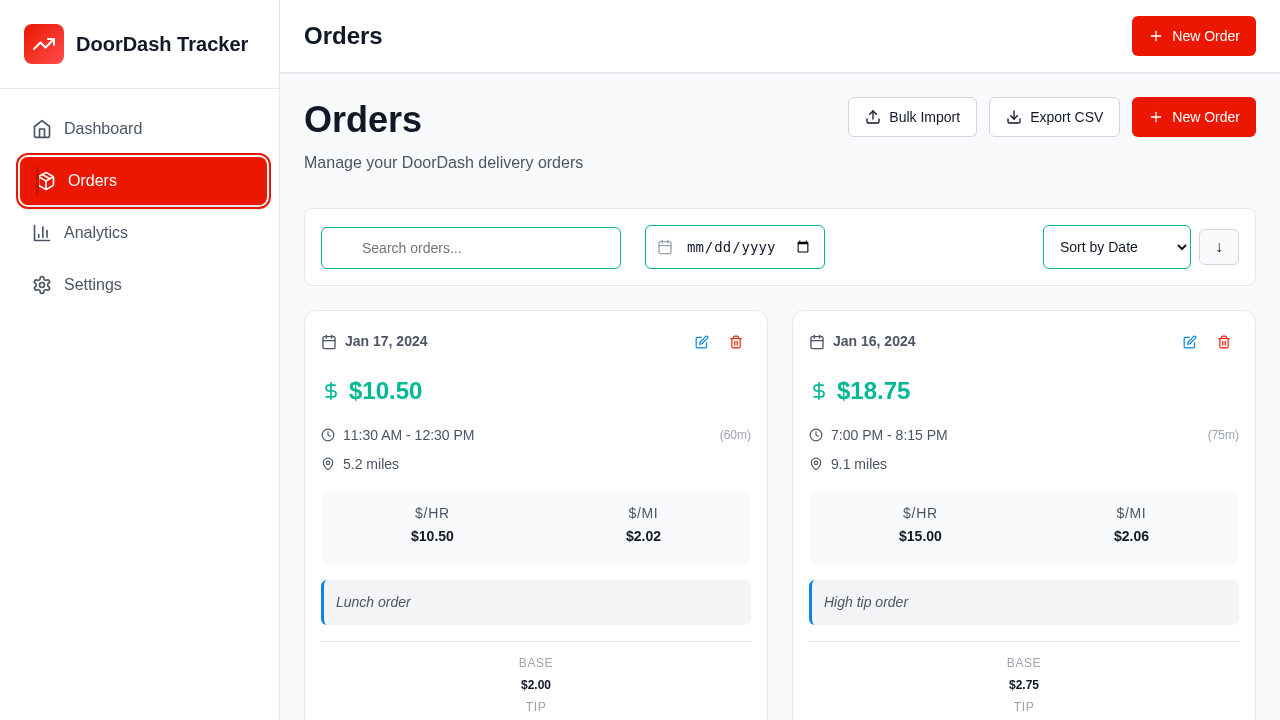 DoorDash Tracker
Dashboard
Orders
Analytics
Settings
Orders
New Order
Orders
Manage your DoorDash delivery orders
Bulk Import
Export CSV
New Order
Search orders...
mm/dd/yyyy
Sort by Date
↓
Jan 17, 2024
$10.50
11:30 AM - 12:30 PM
(60m)
5.2 miles
$/HR
$/MI
$10.50
$2.02
Lunch order
BASE
$2.00
TIP
Jan 16, 2024
$18.75
7:00 PM - 8:15 PM
(75m)
9.1 miles
$/HR
$/MI
$15.00
$2.06
High tip order
BASE
$2.75
TIP